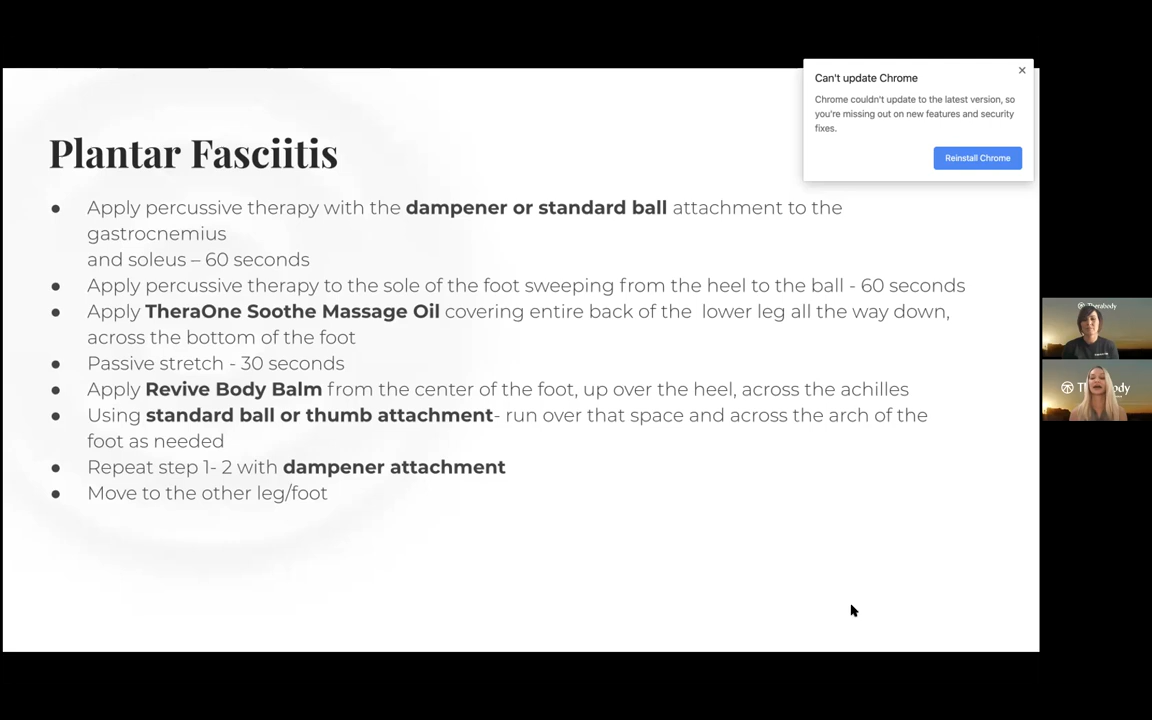 Can't update Chrome
Chrome couldn't update to the latest version, so
you're missing out on new features and security
fixes.
Reinstall Chrome
Plantar Fasciitis
● Apply percussive therapy with the dampener or standard ball attachment to the
gastrocnemius
and soleus – 60 seconds
● Apply percussive therapy to the sole of the foot sweeping from the heel to the ball - 60 seconds
● Apply TheraOne Soothe Massage Oil covering entire back of the lower leg all the way down,
across the bottom of the foot
● Passive stretch - 30 seconds
● Apply Revive Body Balm from the center of the foot, up over the heel, across the achilles
● Using standard ball or thumb attachment- run over that space and across the arch of the
foot as needed
● Repeat step 1- 2 with dampener attachment
● Move to the other leg/foot
Therabody